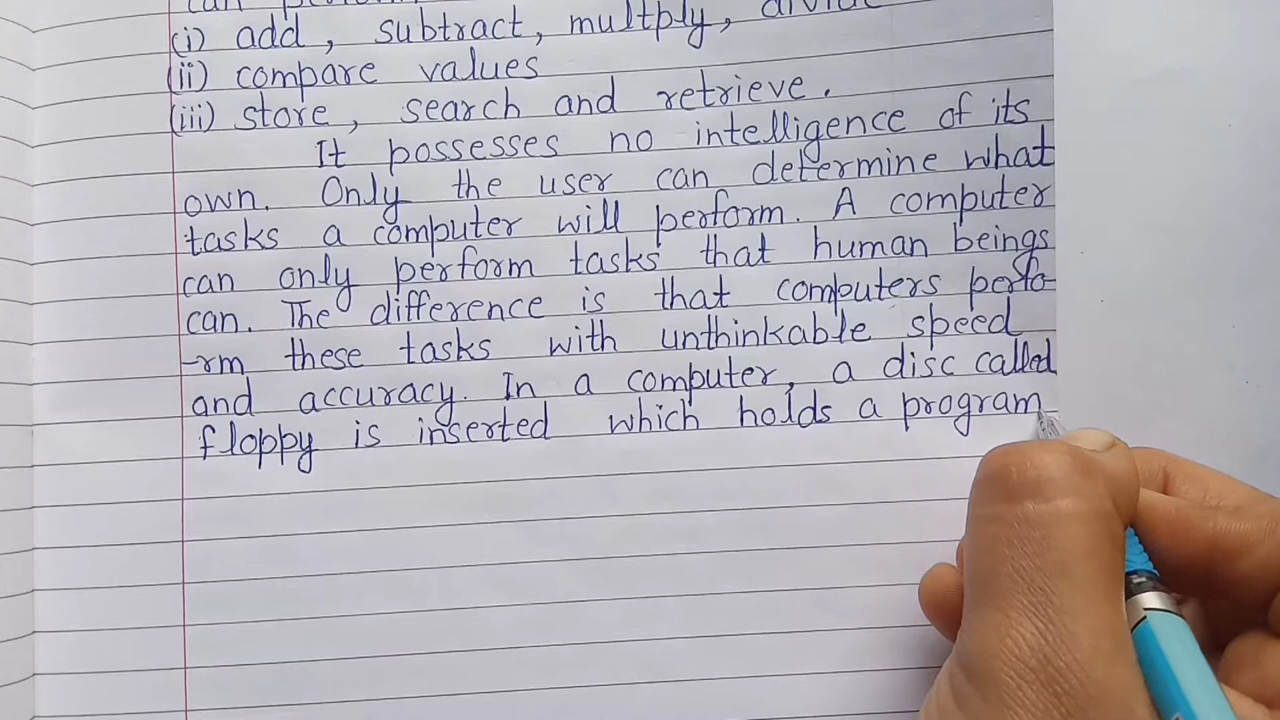 can
(i) add, subtract, multply, divide
(ii) compare values
(iii) store, search and retrieve.
It possesses no intelligence of its
own. Only the user can determine what
tasks a computer will perform. A computer
can only perform tasks that human beings
can. The difference is that computers perfo-
-rm these tasks with unthinkable speed
and accuracy. In a computer, a disc called
floppy is inserted which holds a program